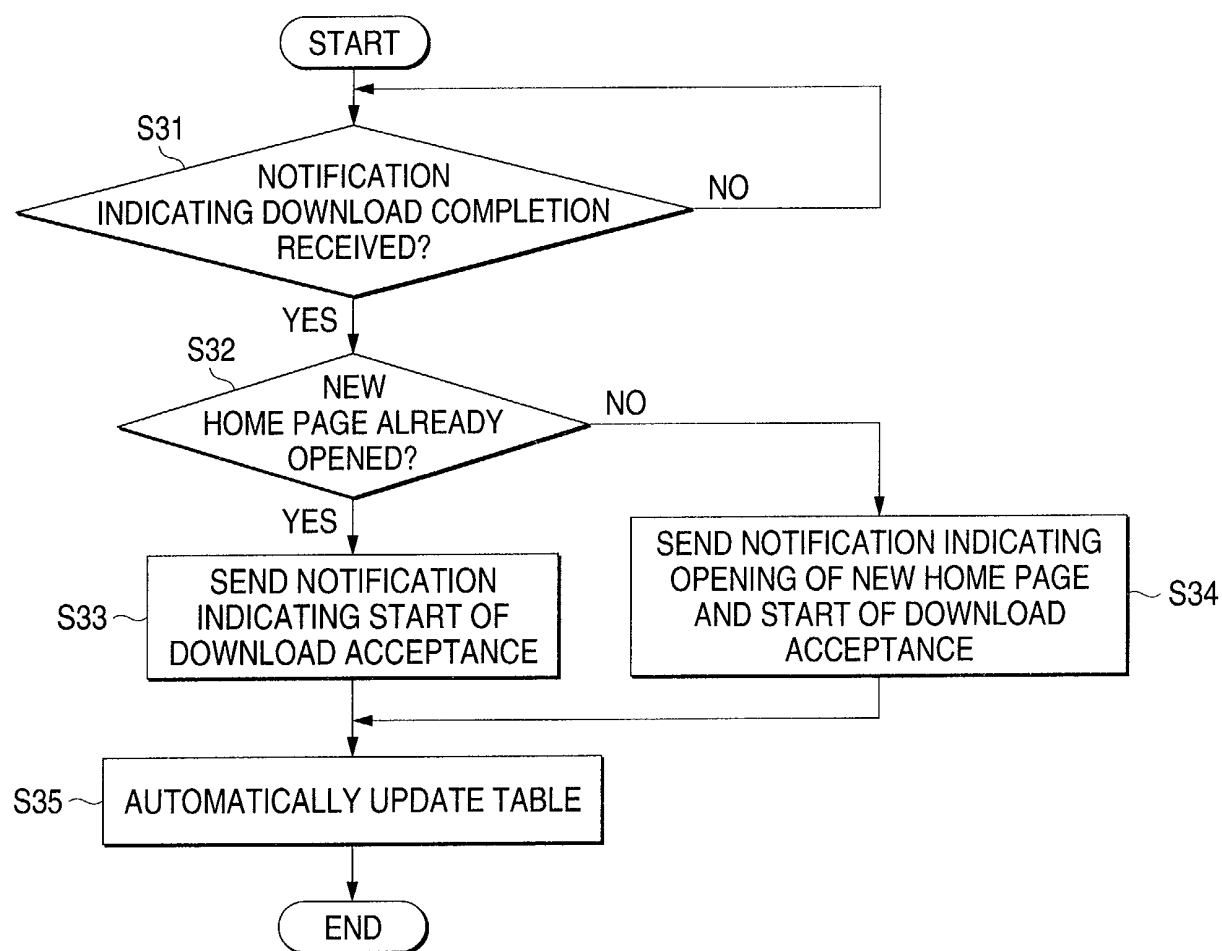 START
S31
NOTIFICATION
INDICATING DOWNLOAD COMPLETION
RECEIVED?
NO
YES
S32
NEW
HOME PAGE ALREADY
OPENED?
NO
YES
S33
SEND NOTIFICATION
INDICATING START OF
DOWNLOAD ACCEPTANCE
SEND NOTIFICATION INDICATING
OPENING OF NEW HOME PAGE
AND START OF DOWNLOAD
ACCEPTANCE
S34
S35
AUTOMATICALLY UPDATE TABLE
END